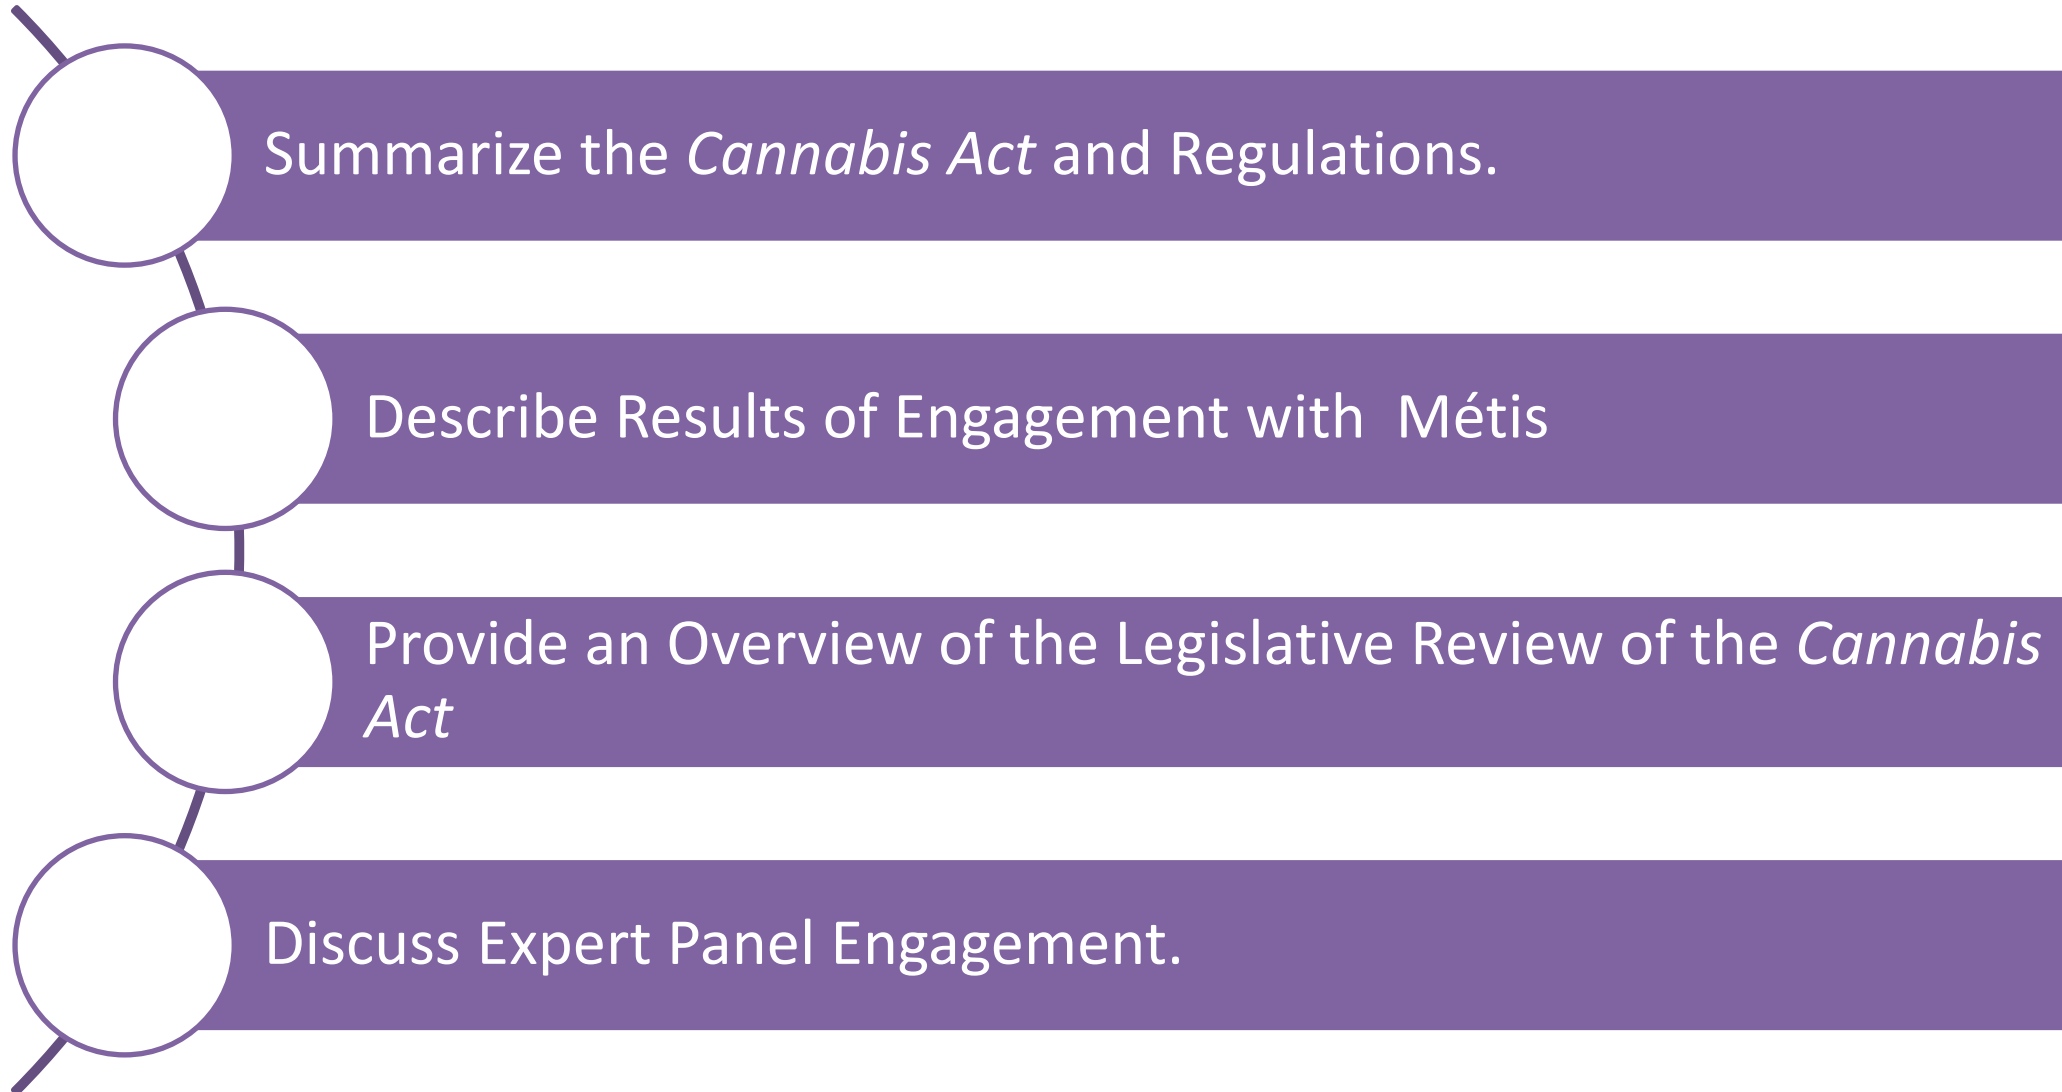 Summarize the Cannabis Act and Regulations.
Describe Results of Engagement with  Métis
Provide an Overview of the Legislative Review of the Cannabis
Act
Discuss Expert Panel Engagement.